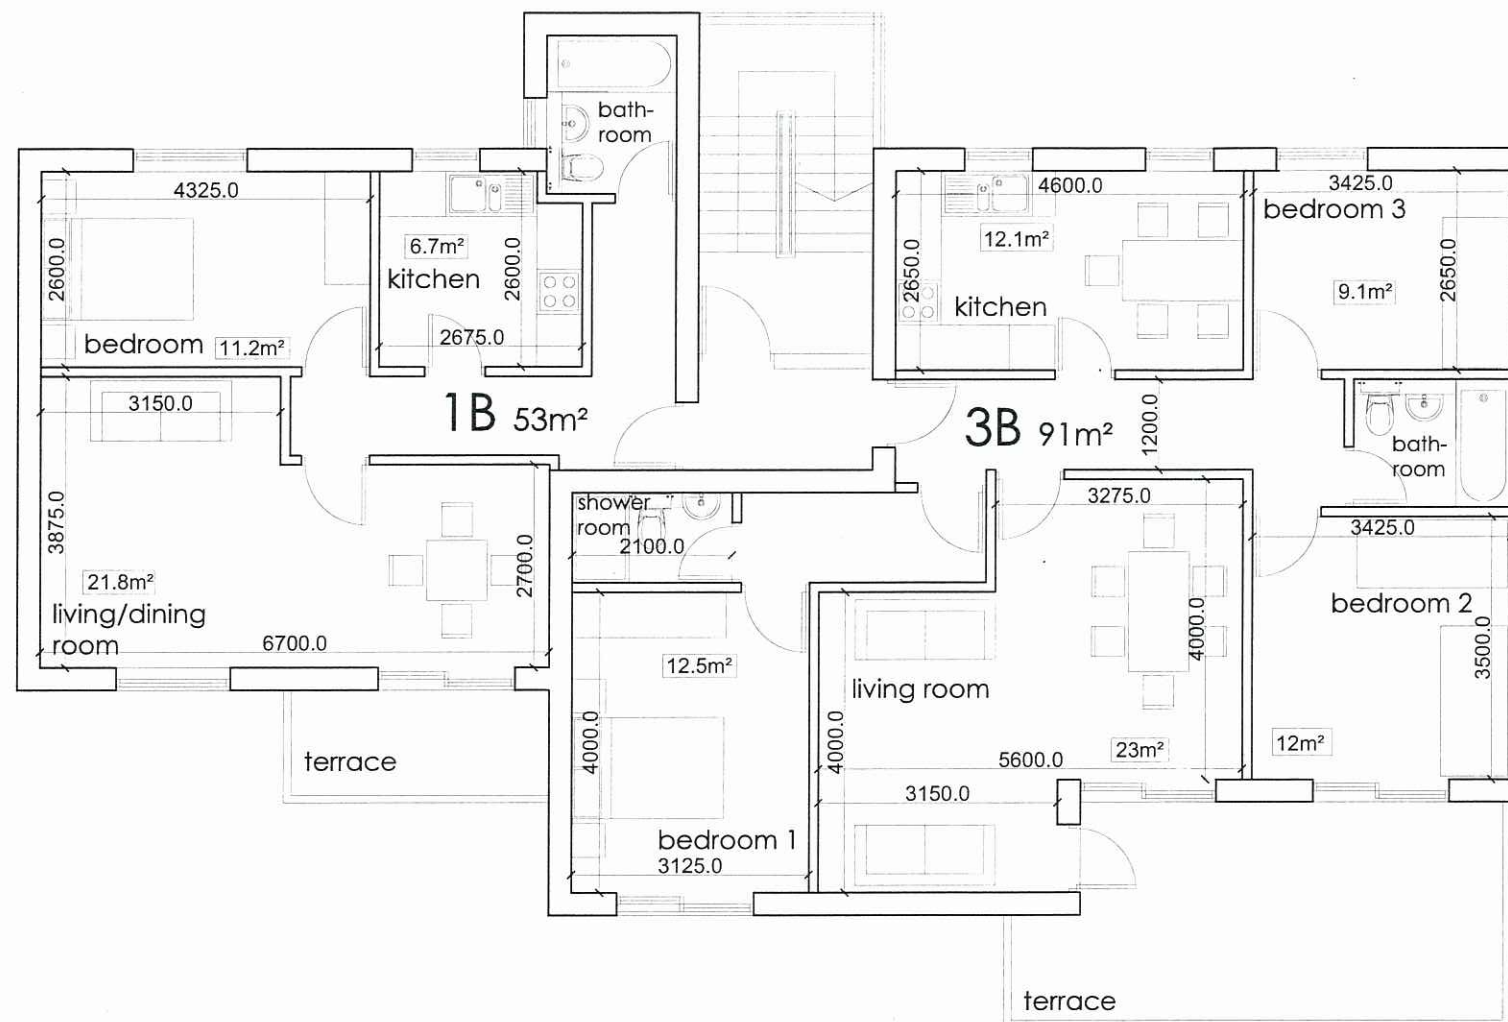 bath-
room
4325.0
2600.0
bedroom
11.2m²
6.7m²
kitchen
2600.0
2675.0
4600.0
12.1m²
2650.0
kitchen
3425.0
bedroom 3
2650.0
9.1m²
3150.0
1B 53m²
3B 91m²
1200.0
bath-
room
3875.0
21.8m²
living/dining
room
6700.0
2700.0
shower
room
2100.0
3275.0
3425.0
bedroom 2
3500.0
12m²
12.5m²
4000.0
bedroom 1
3125.0
living room
4000.0
4000.0
23m²
5600.0
3150.0
terrace
terrace